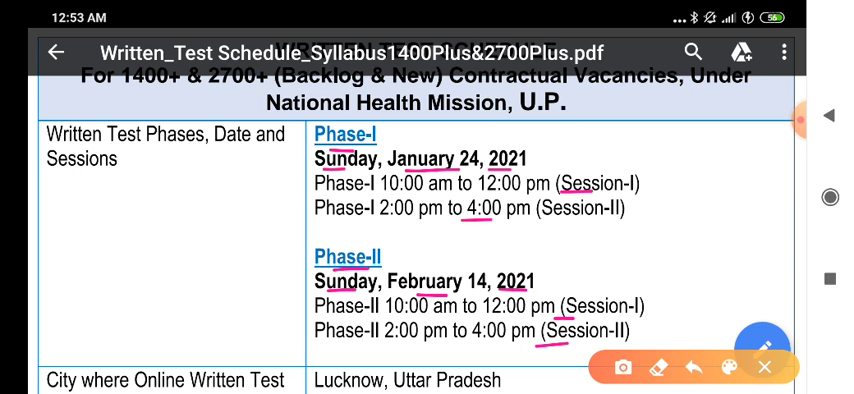 12:53 AM
56
Written_Test Schedule_Syllabus1400Plus&2700Plus.pdf
For 1400+ & 2700+ (Backlog & New) Contractual Vacancies, Under
National Health Mission, U.P.
Written Test Phases, Date and
Sessions
Phase-I
Sunday, January 24, 2021
Phase-I 10:00 am to 12:00 pm (Session-I)
Phase-I 2:00 pm to 4:00 pm (Session-II)
Phase-II
Sunday, February 14, 2021
Phase-II 10:00 am to 12:00 pm (Session-I)
Phase-II 2:00 pm to 4:00 pm (Session-II)
City where Online Written Test
Lucknow, Uttar Pradesh